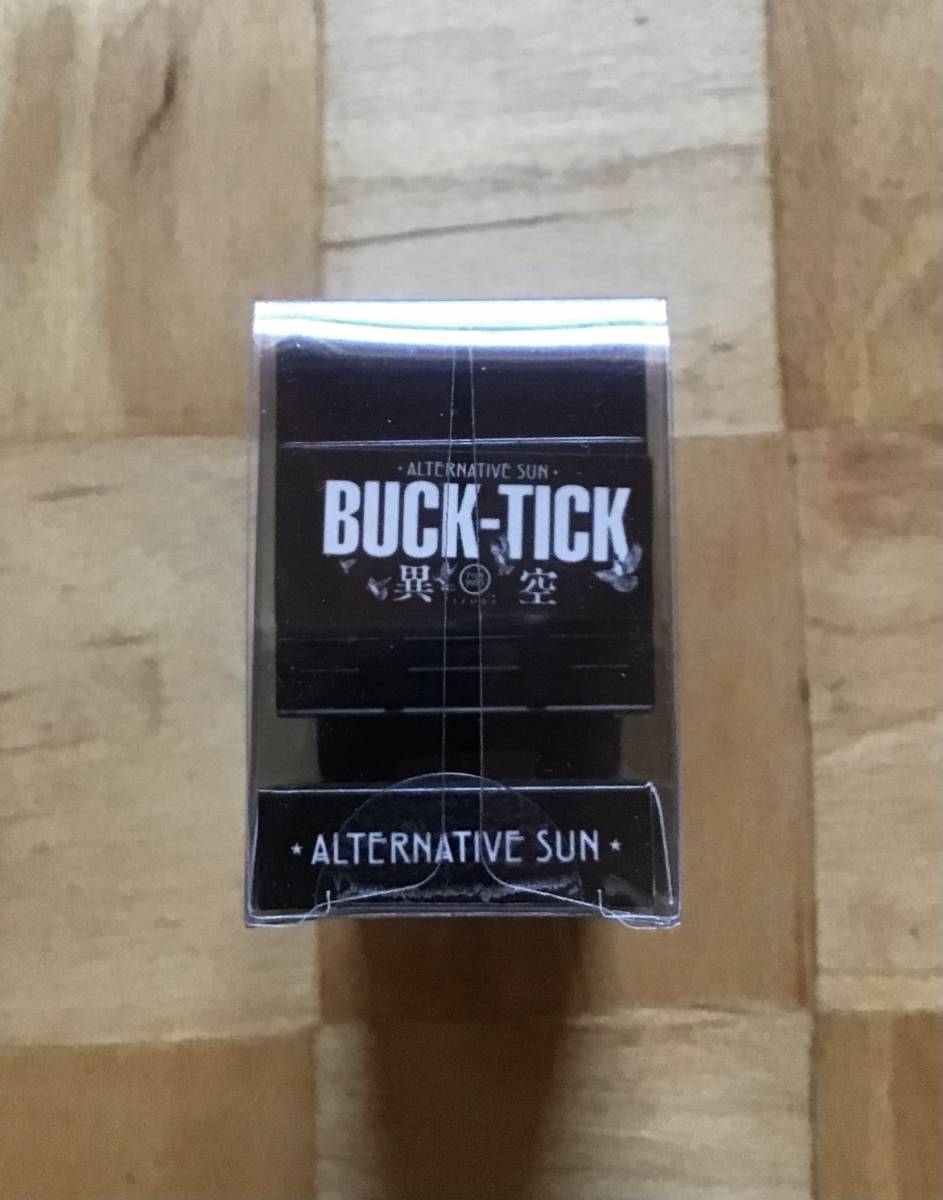 • ALTERNATIVE SUN •
BUCK-TICK
異 空
★ ALTERNATIVE SUN ★